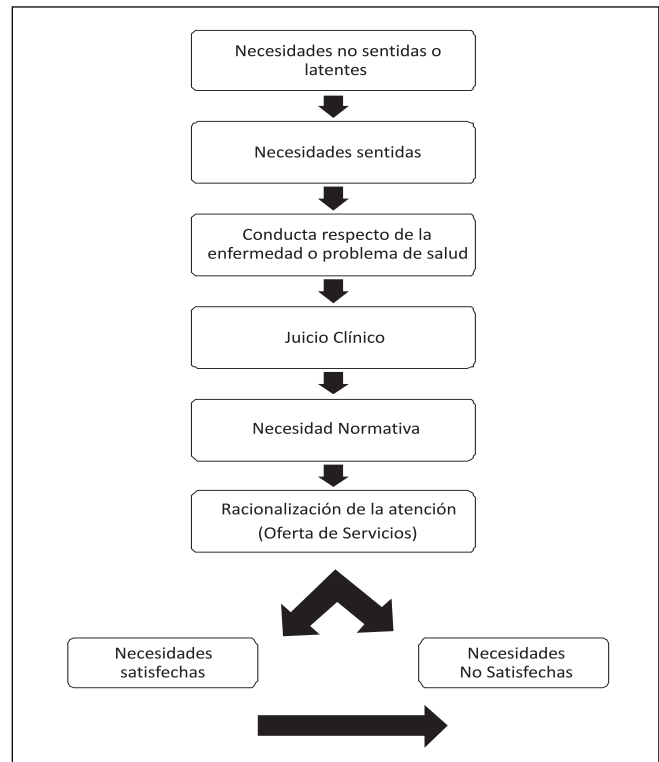 Necesidades no sentidas o
latentes
Necesidades sentidas
Conducta respecto de la
enfermedad o problema de salud
Juicio Clínico
Necesidad Normativa
Racionalización de la atención
(Oferta de Servicios)
Necesidades
satisfechas
Necesidades
No Satisfechas